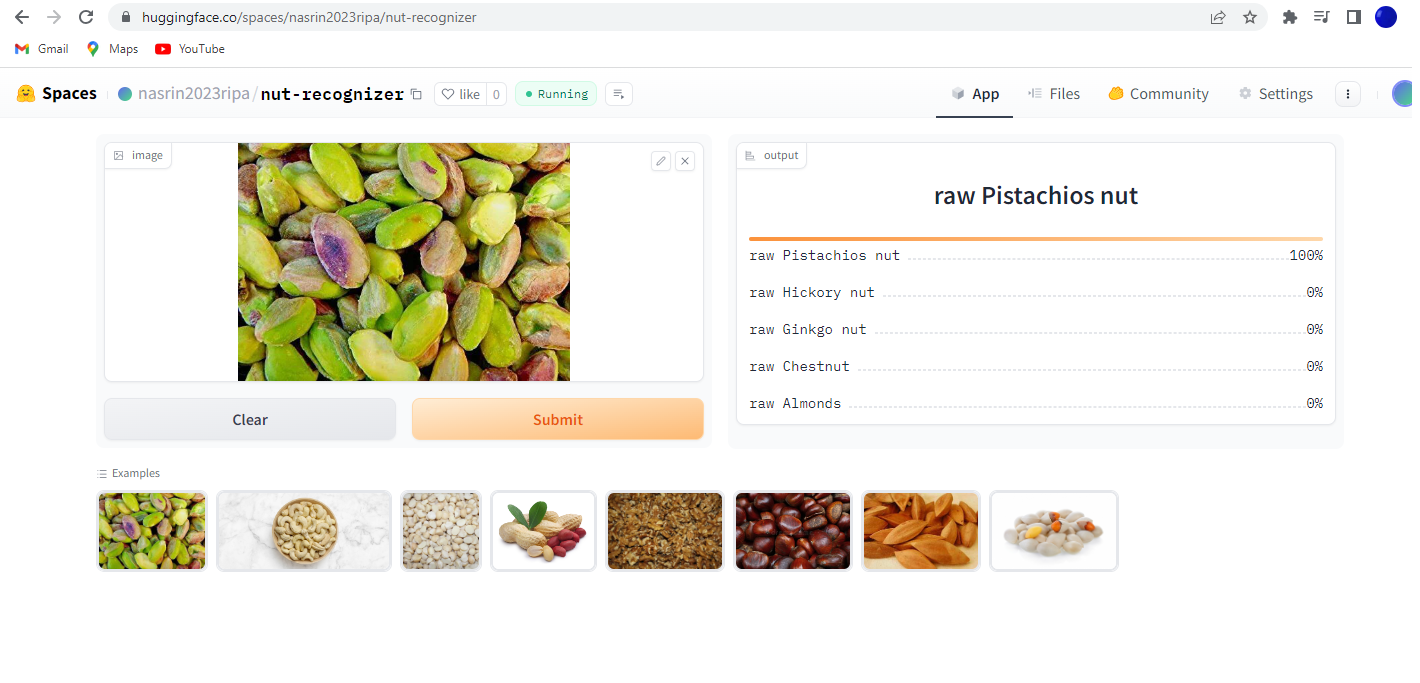 huggingface.co/spaces/nasrin2023ripa/nut-recognizer
Gmail Maps YouTube
Spaces nasrin2023ripa/nut-recognizer like 0 Running App Files Community Settings
image
output
raw Pistachios nut
raw Pistachios nut 100%
raw Hickory nut 0%
raw Ginkgo nut 0%
raw Chestnut 0%
raw Almonds 0%
Clear Submit
Examples